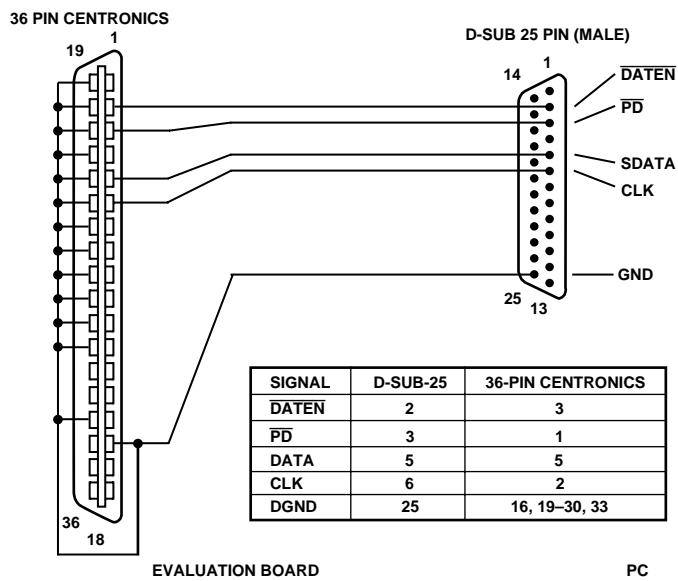 36 PIN CENTRONICS
19
1
D-SUB 25 PIN (MALE)
14
1
DATEN
PD
SDATA
CLK
GND
25
13
SIGNAL D-SUB-25 36-PIN CENTRONICS
DATEN 2 3
PD 3 1
DATA 5 5
CLK 6 2
DGND 25 16, 19–30, 33
36
18
EVALUATION BOARD
PC